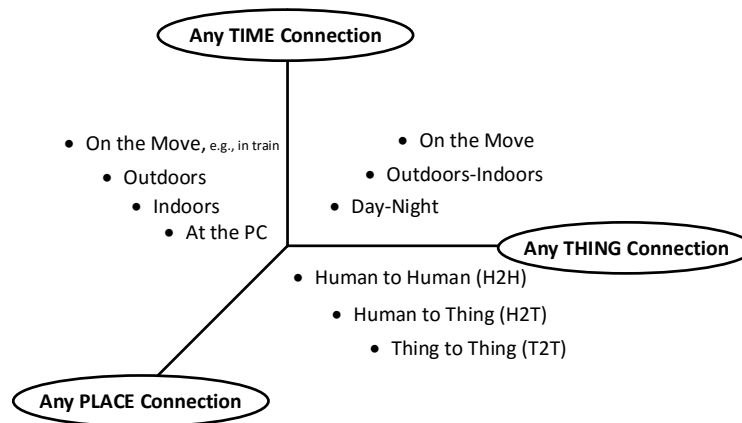 Any TIME Connection
• On the Move, e.g., in train
• Outdoors
• Indoors
• At the PC
• On the Move
• Outdoors-Indoors
• Day-Night
Any THING Connection
• Human to Human (H2H)
• Human to Thing (H2T)
• Thing to Thing (T2T)
Any PLACE Connection